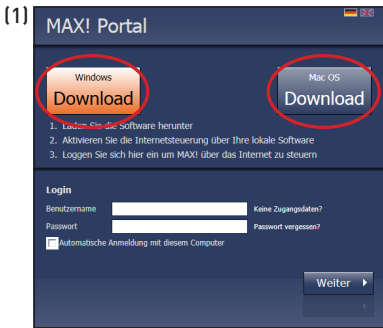 (1)
MAX! Portal
Windows
Download
Mac OS
Download
1. Laden Sie die Software herunter
2. Aktivieren Sie die Internetsteuerung über Ihre lokale Software
3. Loggen Sie sich hier ein um MAX! über das Internet zu steuern
Login
Benutzername
Keine Zugangsdaten?
Passwort
Passwort vergessen?
Automatische Anmeldung mit diesem Computer
Weiter